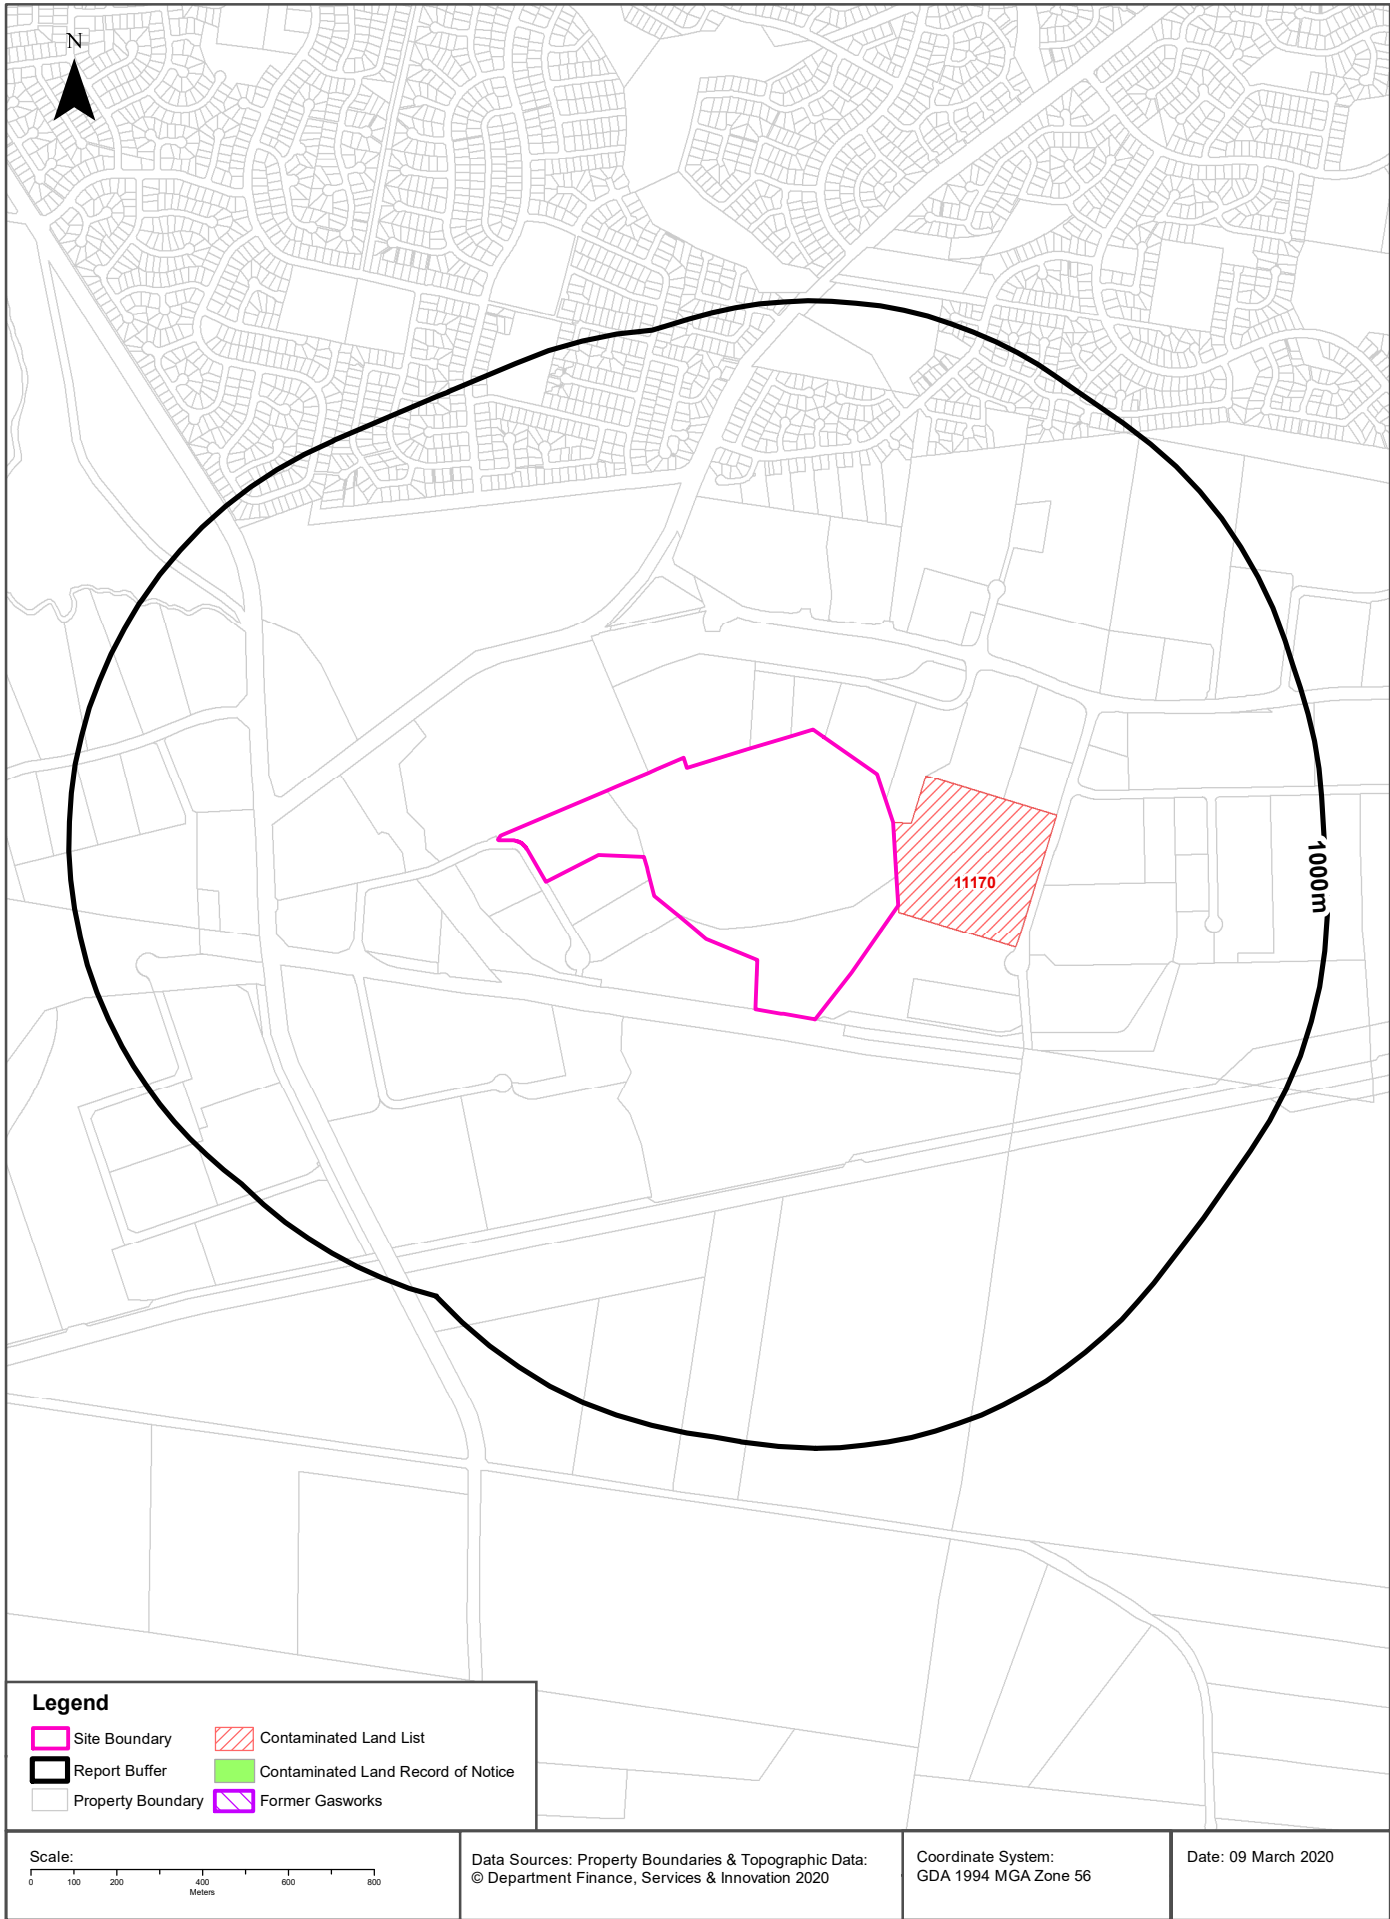 N
1000m
11170
Legend
Site Boundary
Contaminated Land List
Report Buffer
Contaminated Land Record of Notice
Property Boundary
Former Gasworks
Scale:
0 100 200 400 600 800
Meters
Data Sources: Property Boundaries & Topographic Data:
© Department Finance, Services & Innovation 2020
Coordinate System:
GDA 1994 MGA Zone 56
Date: 09 March 2020